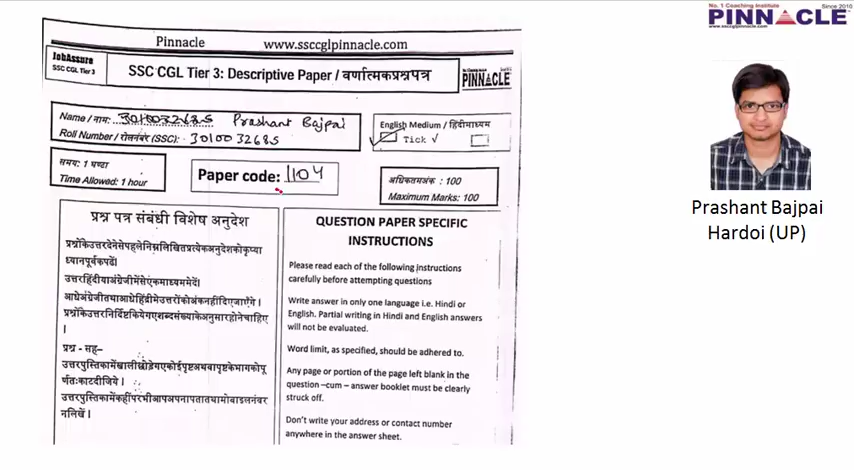 No. 1 Coaching Institute Since 2010
PINNACLE
Pinnacle www.ssccglpinnacle.com
JobAssure
SSC CGL Tier 3
SSC CGL Tier 3: Descriptive Paper / वर्णात्मकप्रश्नपत्र
PINNACLE
Name / नाम: 3010032685 Prashant Bajpai
Roll Number / रोलनंबर (SSC): 3010032685
English Medium / हिंदीमाध्यम
Tick √
समय: 1 घण्टा
Time Allowed: 1 hour
Paper code: 1104
अधिकतमअंक: 100
Maximum Marks: 100
प्रश्न पत्र संबंधी विशेष अनुदेश
प्रश्नोंकेउत्तरदेनेसेपहलेनिम्नलिखितप्रत्येकअनुदेशकोकृप्या
ध्यानपूर्वकपढें।
उत्तरहिंदीयाअंग्रेजीमेंसेएकमाध्यममेदें।
आधेअंग्रेजीतथाआधेहिंदीमेउत्तरोंकोअंकनहींदिएजाएंगे।
प्रश्नोंकेउत्तरनिर्दिष्टकियेगएशब्दसंख्याकेअनुसारहोनेचाहिए
।
प्रश्न - सह–
उत्तरपुस्तिकामेंखालीछोड़ेगएकोईपृष्टअथवापृष्टकेभागकोपू
र्णतःकाटदीजिये।
उत्तरपुस्तिकामेंकहींपरभीआपअपनापतातथामोबाइलनंबर
नलिखें।
QUESTION PAPER SPECIFIC
INSTRUCTIONS
Please read each of the following instructions
carefully before attempting questions
Write answer in only one language i.e. Hindi or
English. Partial writing in Hindi and English answers
will not be evaluated.
Word limit, as specified, should be adhered to.
Any page or portion of the page left blank in the
question –cum – answer booklet must be clearly
struck off.
Don't write your address or contact number
anywhere in the answer sheet.
Prashant Bajpai
Hardoi (UP)